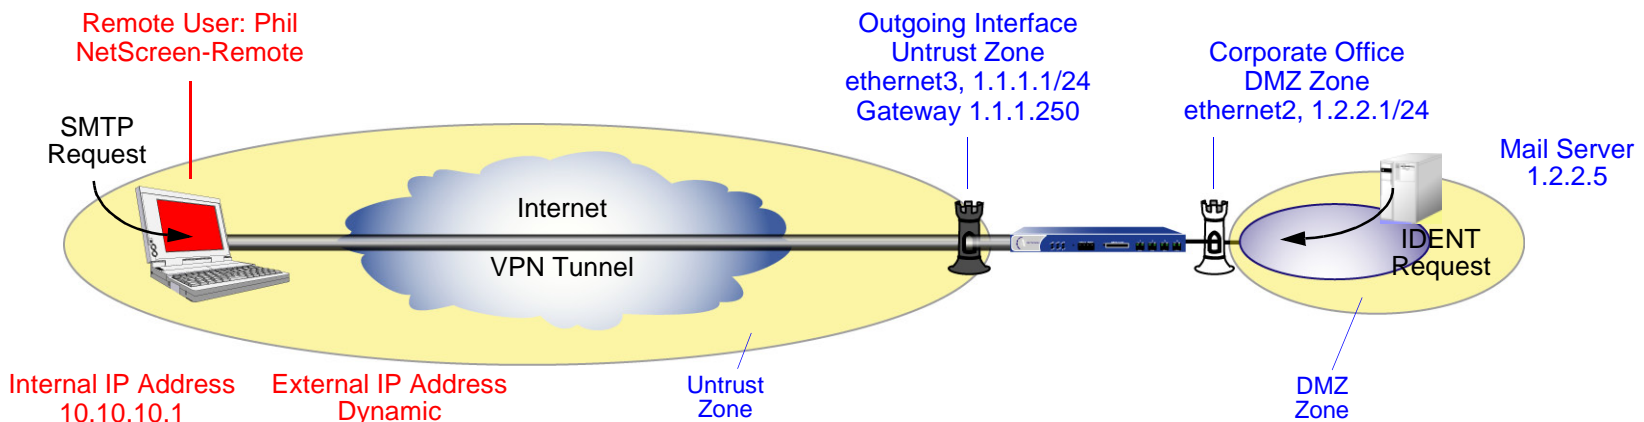 Remote User: Phil
NetScreen-Remote
Outgoing Interface
Untrust Zone
ethernet3, 1.1.1.1/24
Gateway 1.1.1.250
Corporate Office
DMZ Zone
ethernet2, 1.2.2.1/24
SMTP
Request
Mail Server
1.2.2.5
Internet
VPN Tunnel
IDENT
Request
Internal IP Address
10.10.10.1
External IP Address
Dynamic
Untrust
Zone
DMZ
Zone